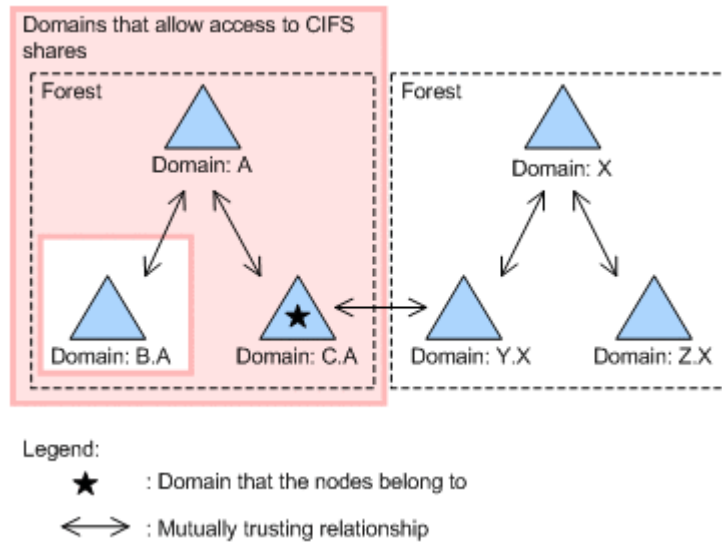 Domains that allow access to CIFS
shares
Forest
Forest
Domain: A
Domain: X
Domain: B.A
Domain: C.A
Domain: Y.X
Domain: Z.X
Legend:
: Domain that the nodes belong to
: Mutually trusting relationship